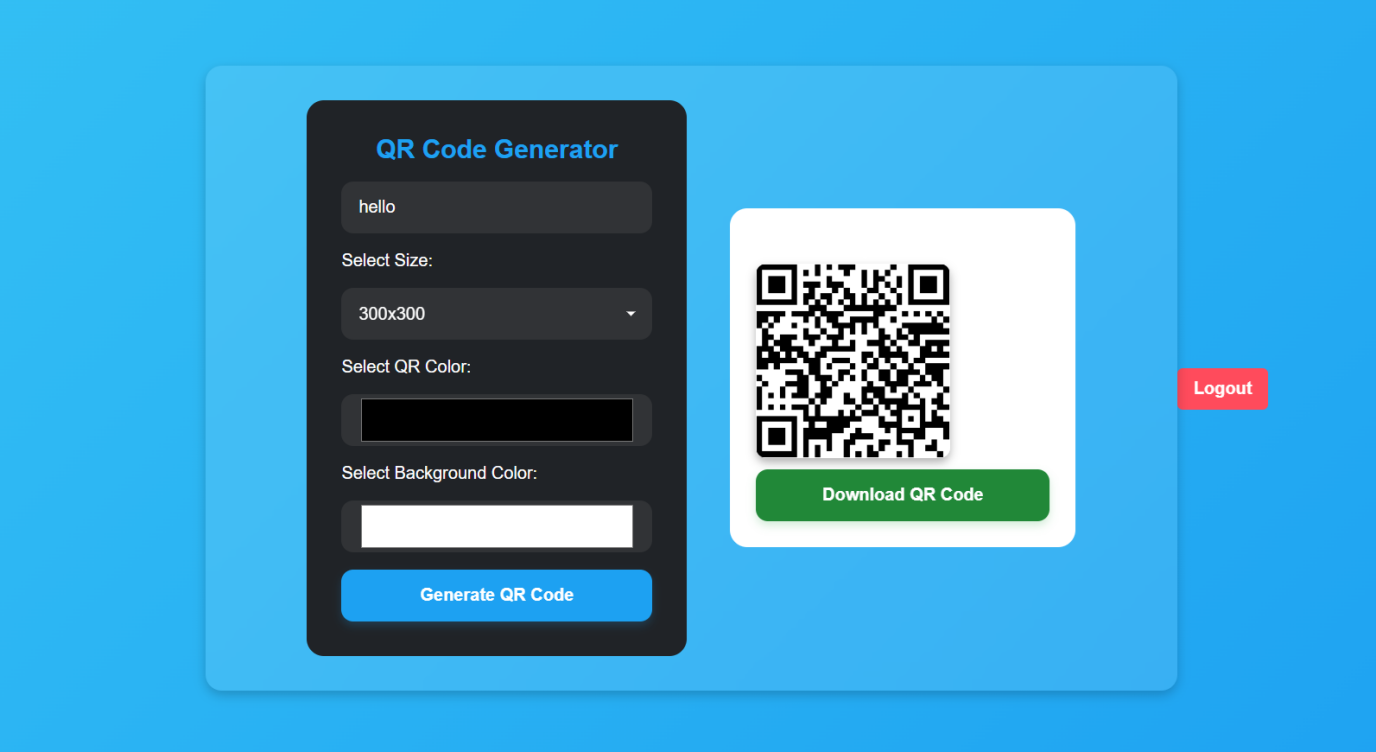 QR Code Generator
hello
Select Size:
300x300
Select QR Color:
Select Background Color:
Generate QR Code
Download QR Code
Logout